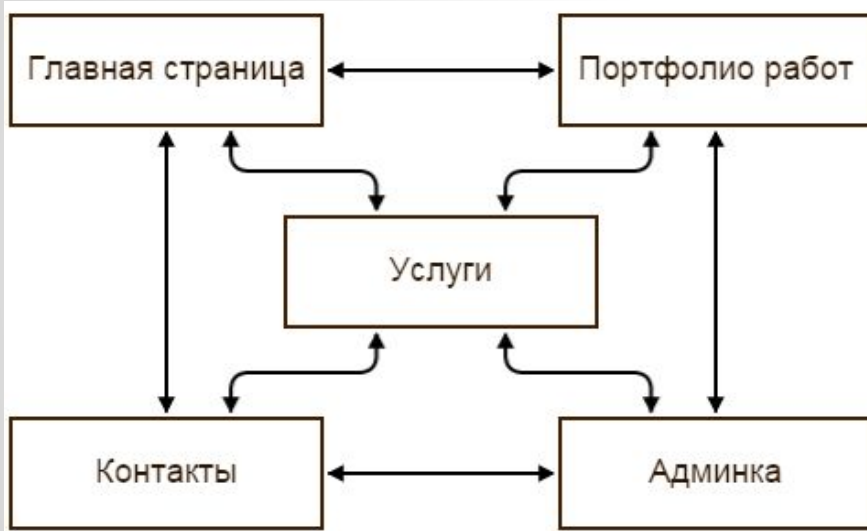 Главная страница
Портфолио работ
Услуги
Контакты
Админка